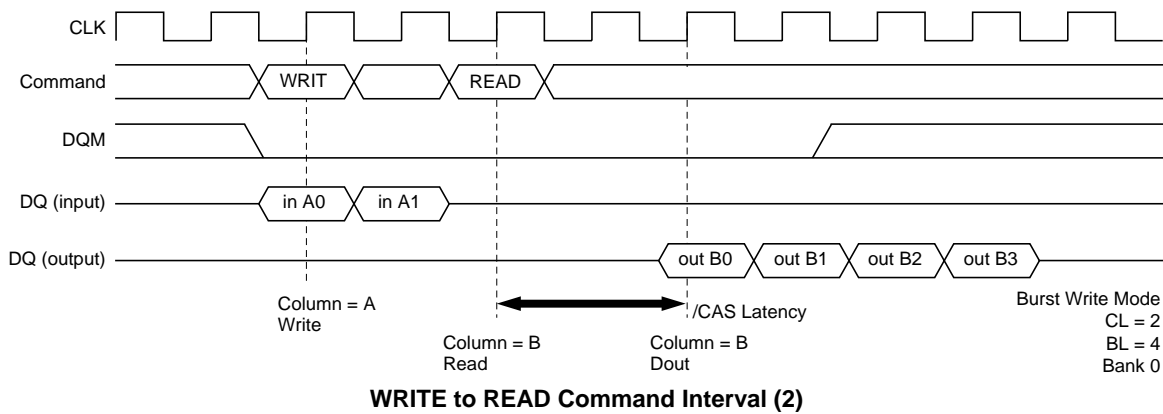 CLK
Command
WRIT
READ
DQM
DQ (input)
in A0
in A1
DQ (output)
out B0
out B1
out B2
out B3
Column = A
Write
/CAS Latency
Column = B
Read
Column = B
Dout
Burst Write Mode
CL = 2
BL = 4
Bank 0
WRITE to READ Command Interval (2)